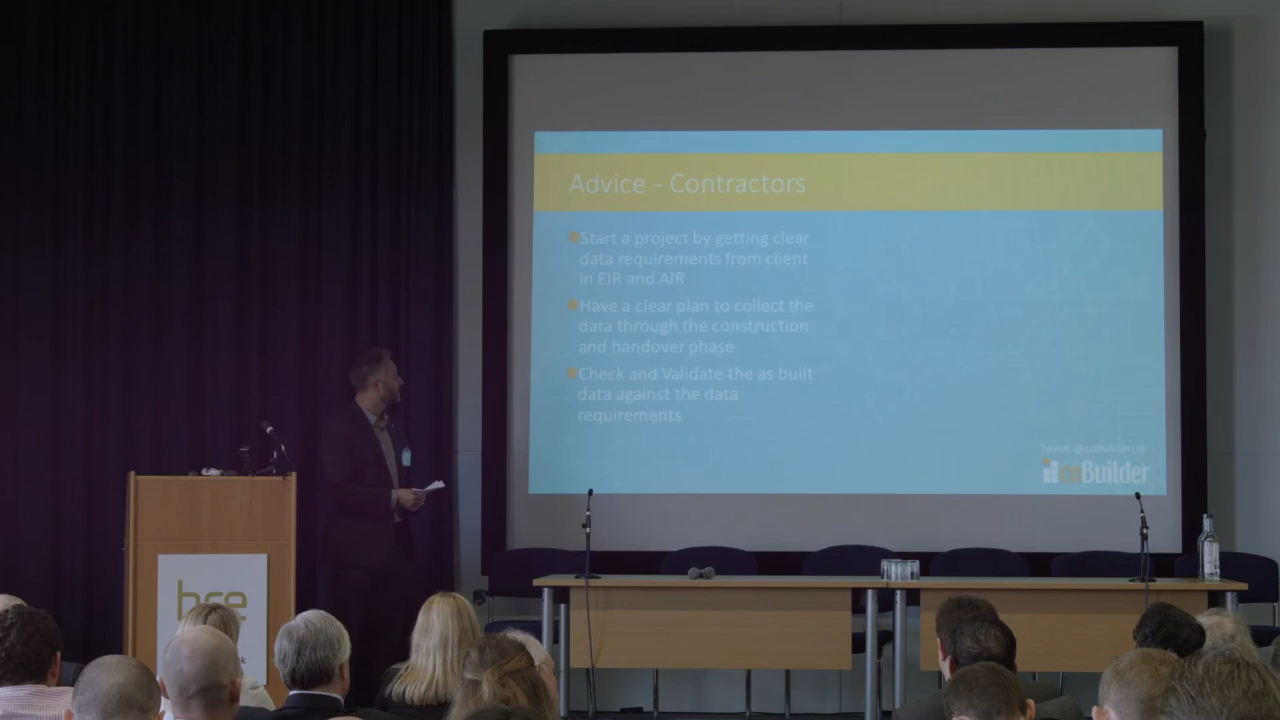 Advice - Contractors
Start a project by getting clear
data requirements from client
in EIR and AIR
Have a clear plan to collect the
data through the construction
and handover phase
Check and Validate the as built
data against the data
requirements
coBuilder
bre